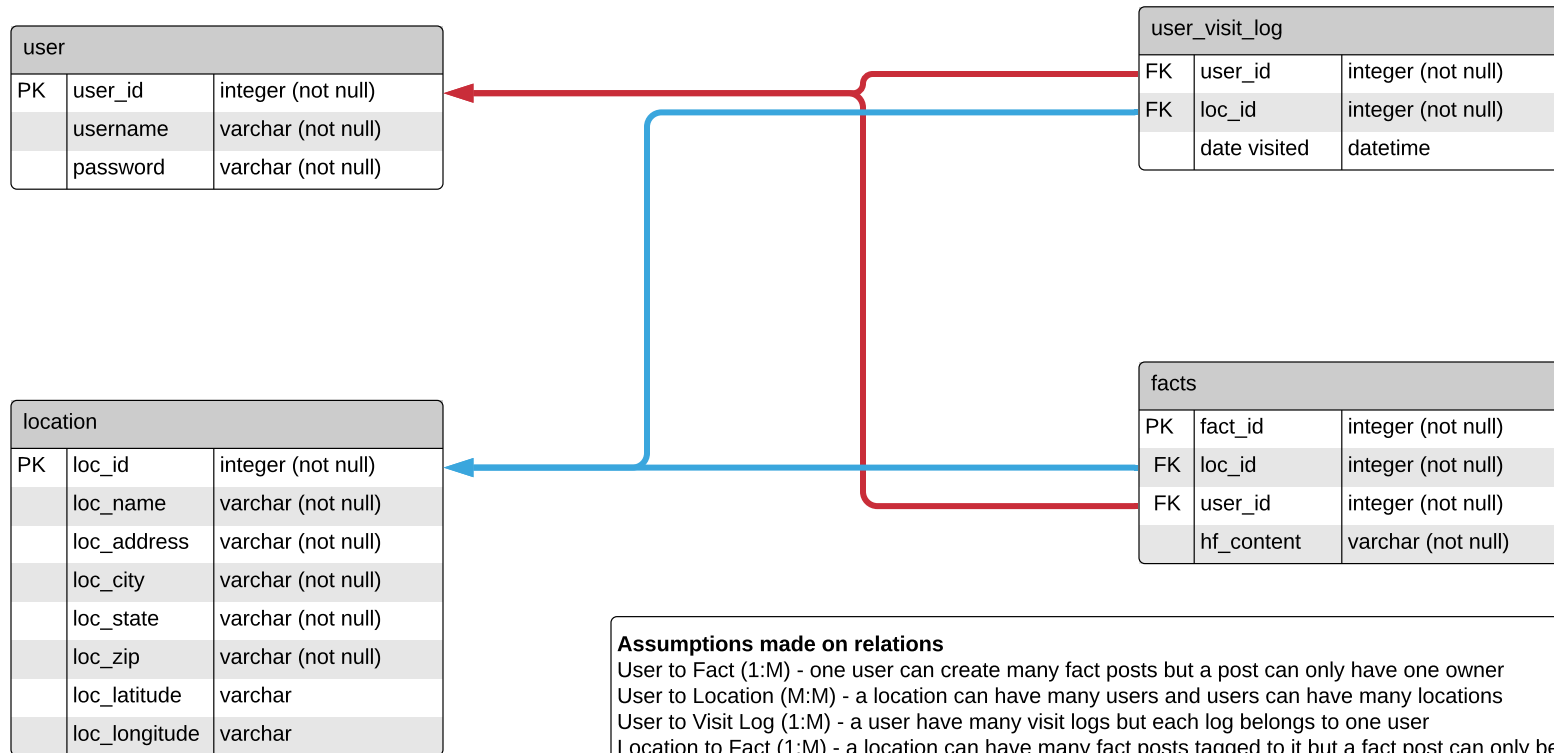 user
PK user_id integer (not null)
username varchar (not null)
password varchar (not null)
user_visit_log
FK user_id integer (not null)
FK loc_id integer (not null)
date visited datetime
location
PK loc_id integer (not null)
loc_name varchar (not null)
loc_address varchar (not null)
loc_city varchar (not null)
loc_state varchar (not null)
loc_zip varchar (not null)
loc_latitude varchar
loc_longitude varchar
facts
PK fact_id integer (not null)
FK loc_id integer (not null)
FK user_id integer (not null)
hf_content varchar (not null)
Assumptions made on relations
User to Fact (1:M) - one user can create many fact posts but a post can only have one owner
User to Location (M:M) - a location can have many users and users can have many locations
User to Visit Log (1:M) - a user have many visit logs but each log belongs to one user
Location to Fact (1:M) - a location can have many fact posts tagged to it but a fact post can only